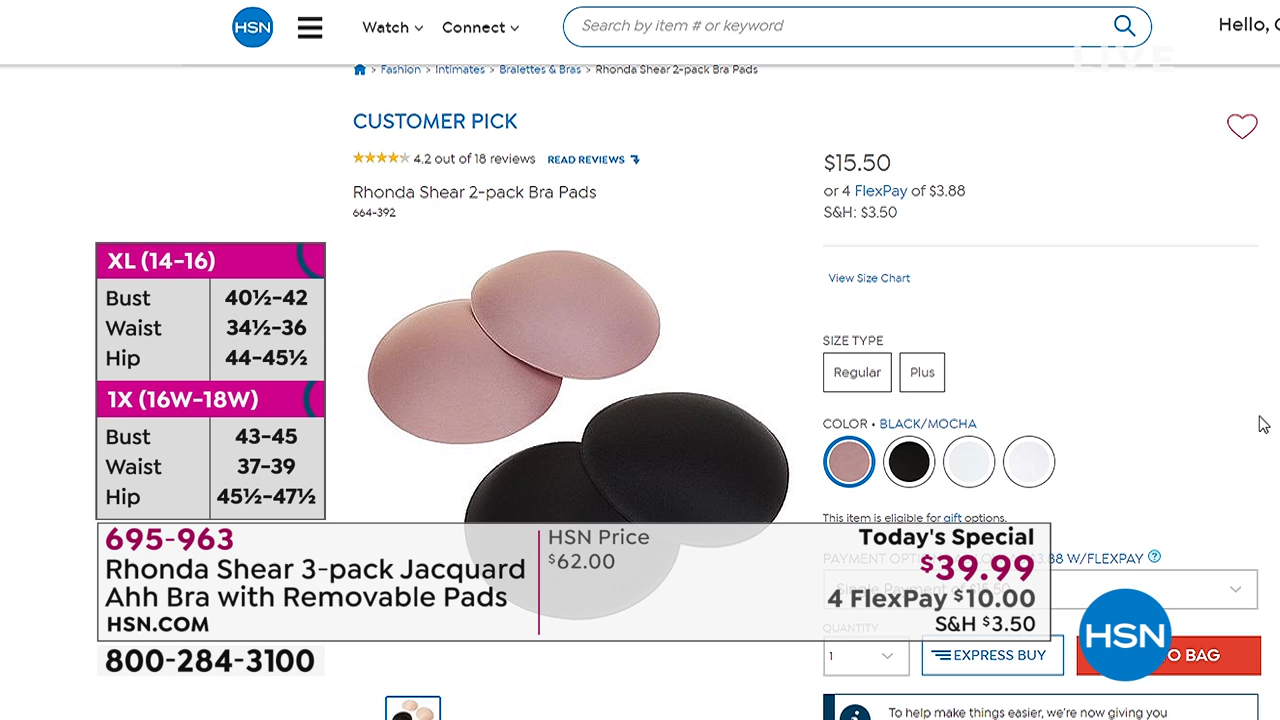 HSN
Watch
Connect
Search by item # or keyword
Hello,
LIVE
> Fashion > Intimates > Bralettes & Bras > Rhonda Shear 2-pack Bra Pads
CUSTOMER PICK
4.2 out of 18 reviews READ REVIEWS
Rhonda Shear 2-pack Bra Pads
664-392
$15.50
or 4 FlexPay of $3.88
S&H: $3.50
View Size Chart
SIZE TYPE
Regular
Plus
COLOR • BLACK/MOCHA
This item is eligible for gift options.
W/FLEXPAY
QUANTITY
1
EXPRESS BUY
BAG
To help make things easier, we're now giving you
XL (14-16)
Bust 40½-42
Waist 34½-36
Hip 44-45½
1X (16W-18W)
Bust 43-45
Waist 37-39
Hip 45½-47½
695-963
Rhonda Shear 3-pack Jacquard
Ahh Bra with Removable Pads
HSN.COM
HSN Price
$62.00
Today's Special
$39.99
4 FlexPay $10.00
S&H $3.50
800-284-3100
HSN